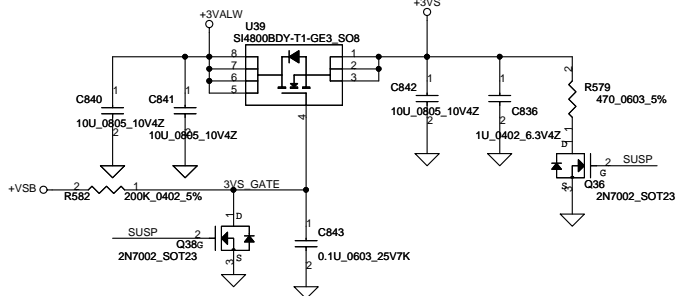 +3VALW
+3VS
U39
SI4800BDY-T1-GE3_SO8
8
7
6
5
1
2
3
4
1
C840
2
10U_0805_10V4Z
1
C841
2
10U_0805_10V4Z
1
C842
2
10U_0805_10V4Z
1
C836
2
1U_0402_6.3V4Z
2
R579
470_0603_5%
1
1
D
2
SUSP
G
S
3
Q36
2N7002_SOT23
+VSB
2
1
R582
200K_0402_5%
3VS_GATE
1
D
SUSP
2
Q38
G
S
3
2N7002_SOT23
1
C843
0.1U_0603_25V7K
2